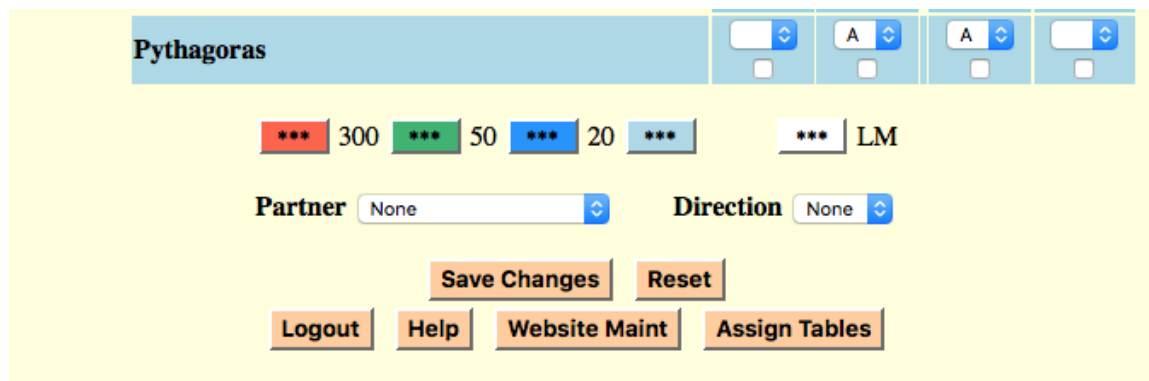 Pythagoras A A
*** 300 *** 50 *** 20 *** *** LM
Partner None Direction None
Save Changes Reset
Logout Help Website Maint Assign Tables